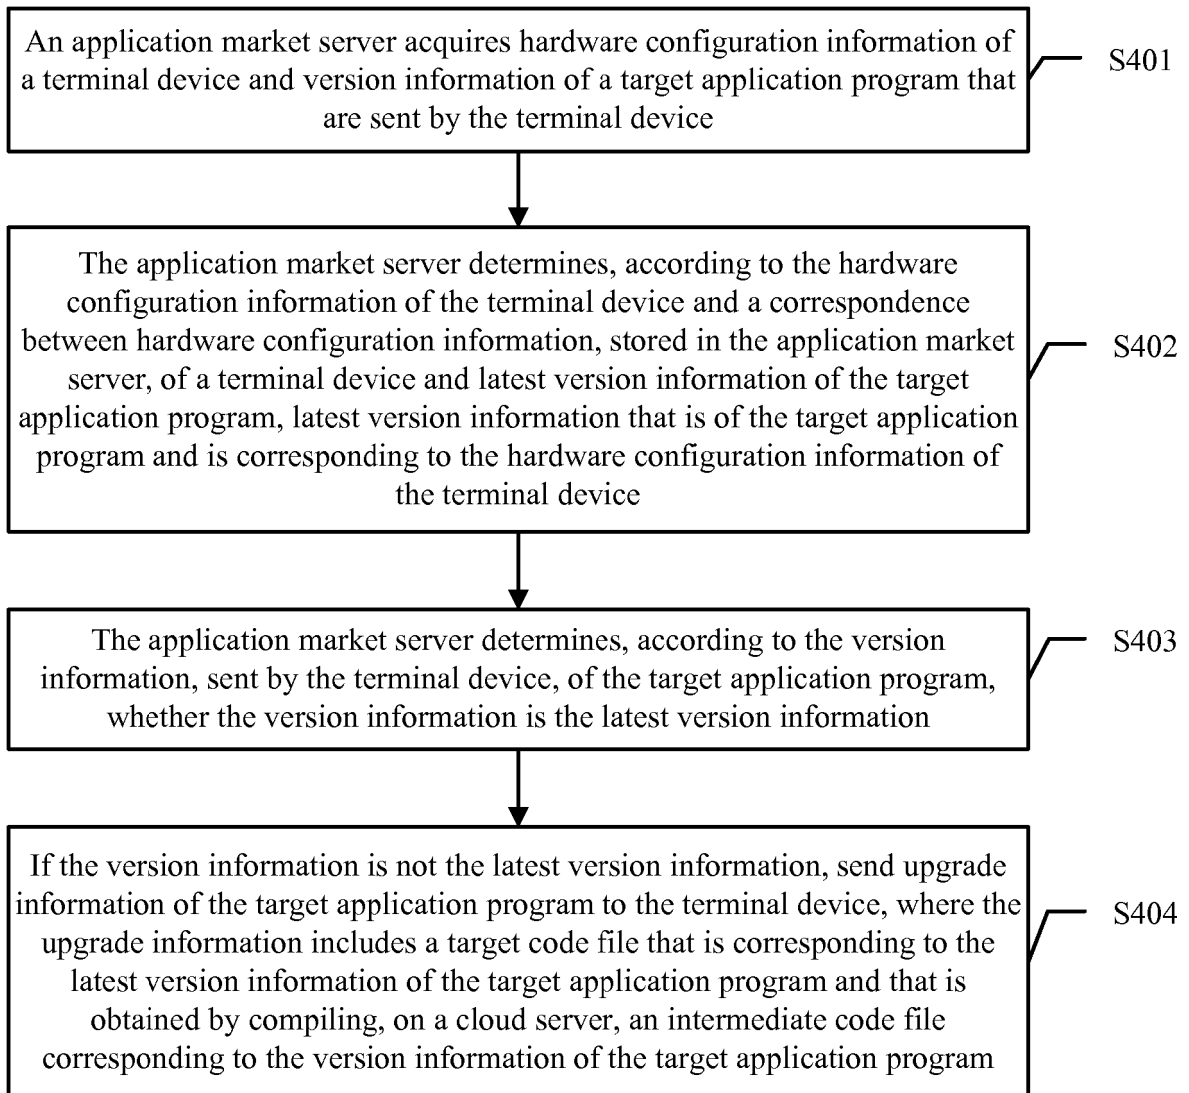 An application market server acquires hardware configuration information of
a terminal device and version information of a target application program that
are sent by the terminal device
S401
The application market server determines, according to the hardware
configuration information of the terminal device and a correspondence
between hardware configuration information, stored in the application market
server, of a terminal device and latest version information of the target
application program, latest version information that is of the target application
program and is corresponding to the hardware configuration information of
the terminal device
S402
The application market server determines, according to the version
information, sent by the terminal device, of the target application program,
whether the version information is the latest version information
S403
If the version information is not the latest version information, send upgrade
information of the target application program to the terminal device, where the
upgrade information includes a target code file that is corresponding to the
latest version information of the target application program and that is
obtained by compiling, on a cloud server, an intermediate code file
corresponding to the version information of the target application program
S404